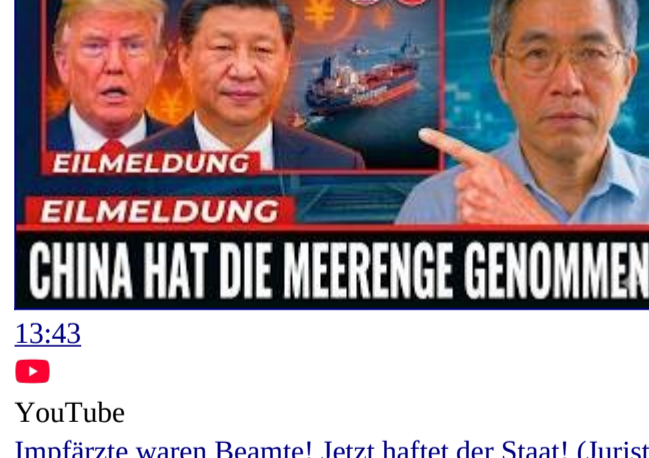 EILMELDUNG
EILMELDUNG
CHINA HAT DIE MEERENGE GENOMMEN
13:43
YouTube
Impfärzte waren Beamte! Jetzt haftet der Staat! (Jurist